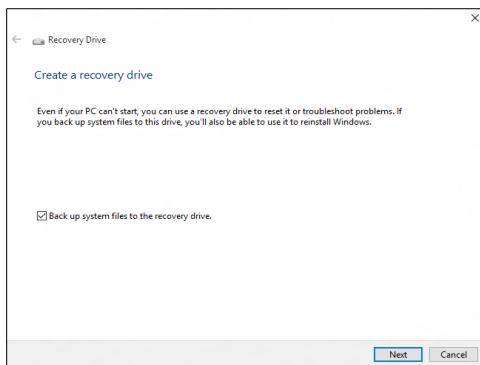 Recovery Drive
Create a recovery drive
Even if your PC can't start, you can use a recovery drive to reset it or troubleshoot problems. If
you back up system files to this drive, you'll also be able to use it to reinstall Windows.
Back up system files to the recovery drive.
Next Cancel